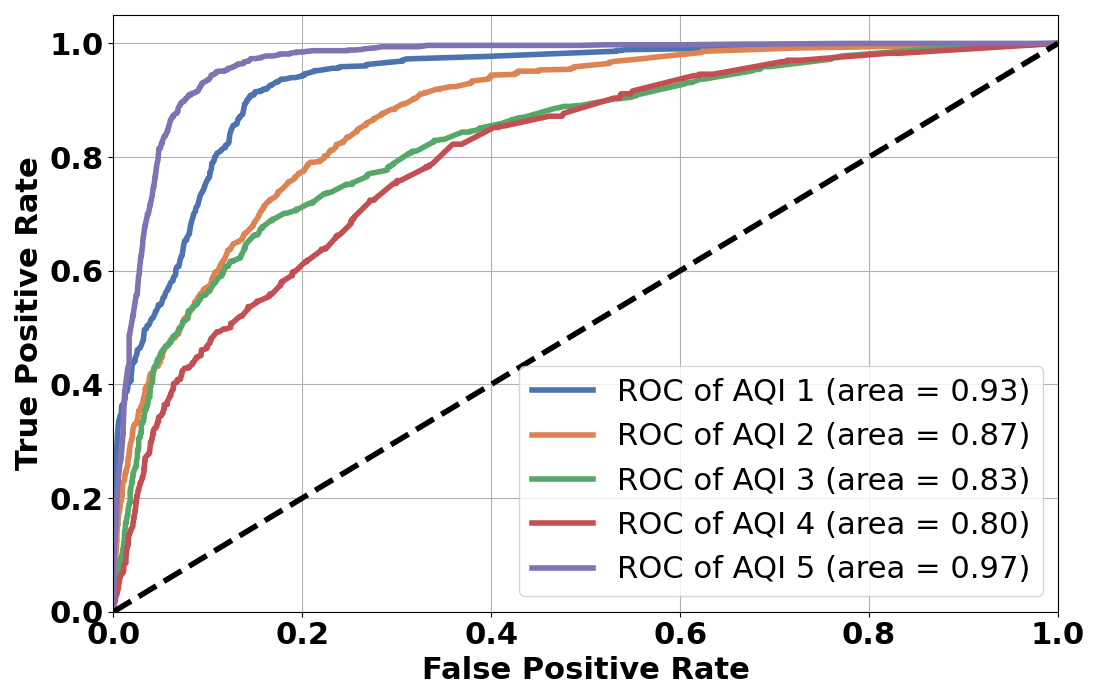 1.0
0.8
0.6
0.4
0.2
0.0
True Positive Rate
ROC of AQI 1 (area = 0.93)
ROC of AQI 2 (area = 0.87)
ROC of AQI 3 (area = 0.83)
ROC of AQI 4 (area = 0.80)
ROC of AQI 5 (area = 0.97)
0.0 0.2 0.4 0.6 0.8 1.0
False Positive Rate